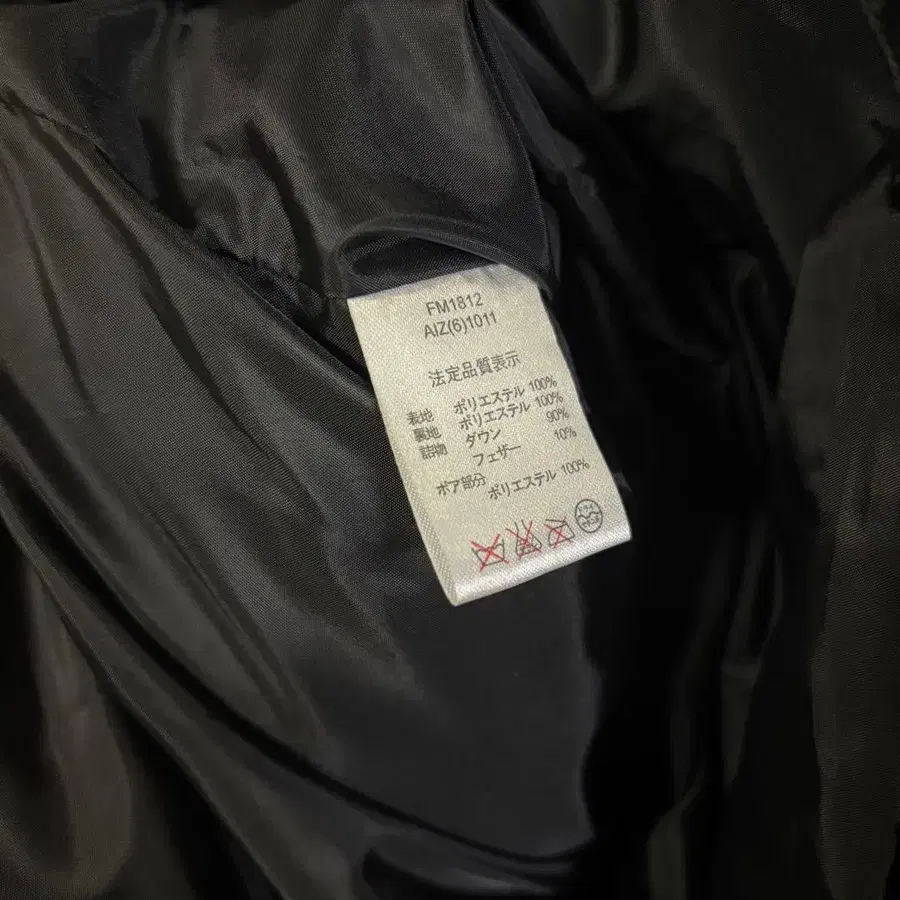 FM1812
AIZ(6)1011
法定品質表示
表地 ポリエステル 100%
裏地 ポリエステル 100%
詰物 ダウン 90%
フェザー 10%
ボア部分 ポリエステル 100%